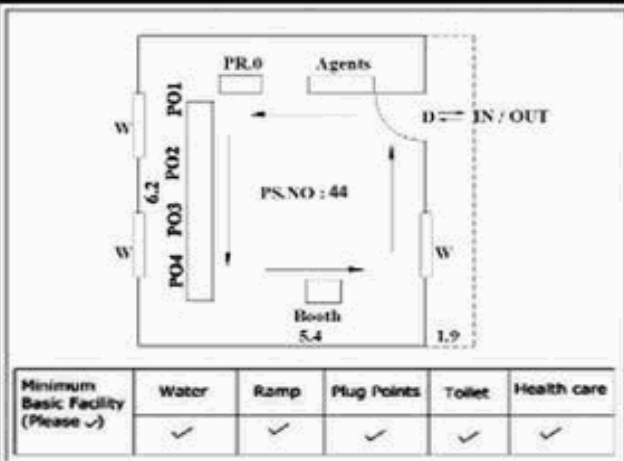 PR.0 Agents
PO1
D ⇌ IN / OUT
W
PO2
6.2
PS.NO : 44
PO3
W
W
PO4
Booth
5.4
1.9
Minimum Basic Facility (Please ✓)
Water
Ramp
Plug Points
Toilet
Health care
✓ ✓ ✓ ✓ ✓